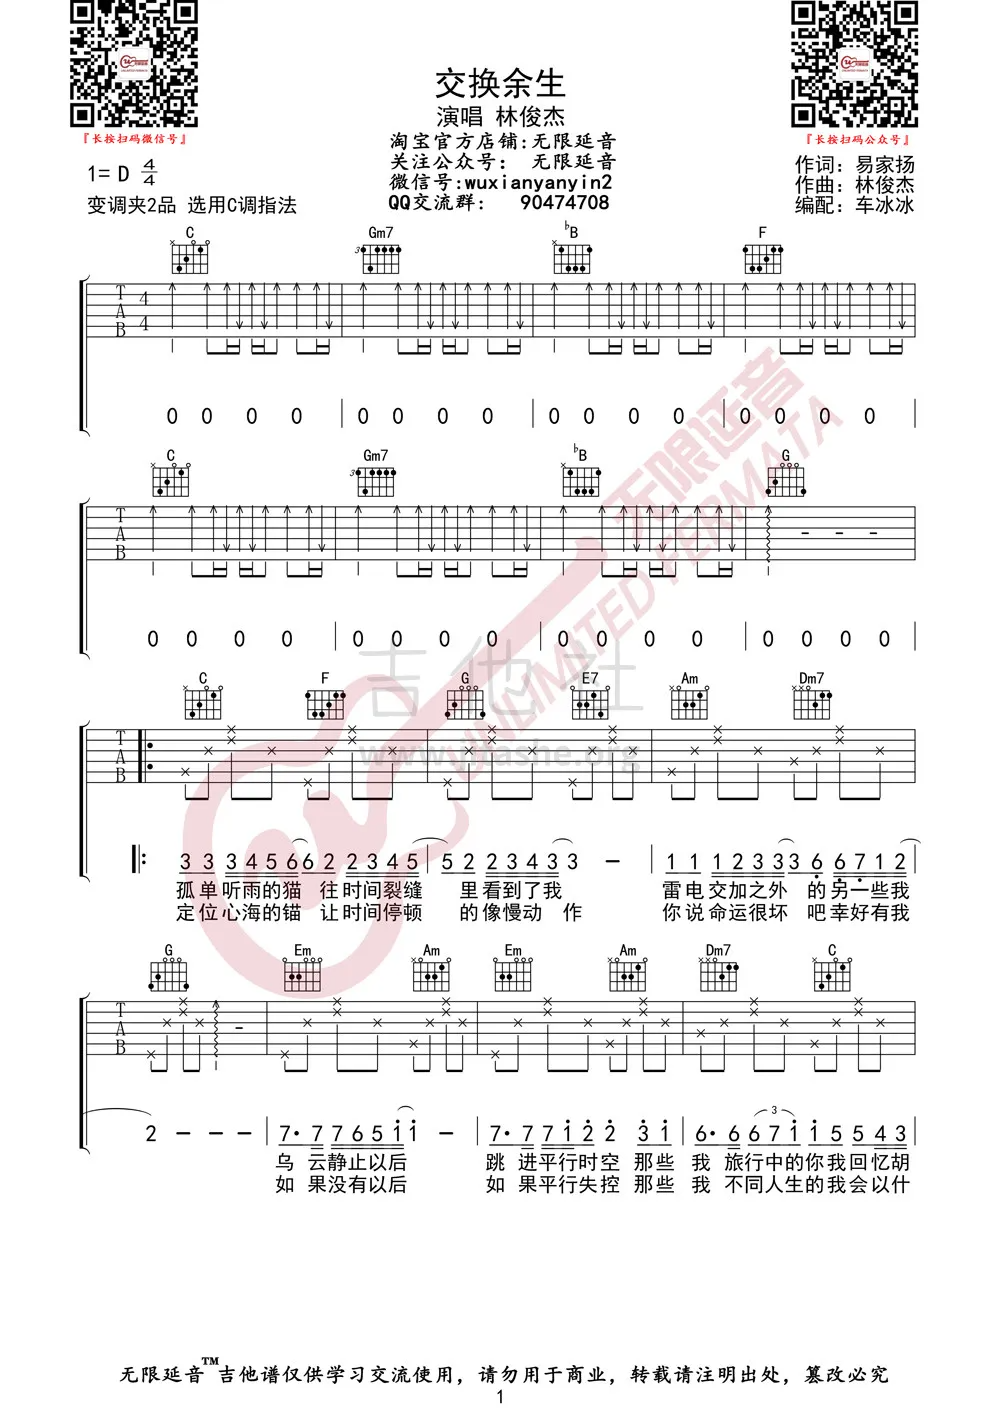 交换余生
演唱 林俊杰
淘宝官方店铺:无限延音
关注公众号： 无限延音
微信号:wuxianyanyin2
QQ交流群： 90474708
『长按扫码微信号』
『长按扫码公众号』
1= D 4/4
变调夹2品 选用C调指法
作词：易家扬
作曲：林俊杰
编配：车冰冰
C Gm7 ♭B F
T A B 4/4
0 0 0 0 | 0 0 0 0 | 0 0 0 0 | 0 0 0 0 |
C Gm7 ♭B G
T A B
0 0 0 0 | 0 0 0 0 | 0 0 0 0 | 0 0 0 0
C F G E7 Am Dm7
T A B
3 3 3 4 5 6 6 2 2 3 4 5 | 5 2 2 3 4 3 3 – | 1 1 1 2 3 3 3 6 6 7 1 2 |
孤单听雨的猫 往时间裂缝 里看到了我 雷电交加之外 的另一些我
定位心海的锚 让时间停顿 的像慢动 作 你说命运很坏 吧幸好有我
G Em Am Em Am Dm7 C
T A B
2 – – – | 7· 7 7 6 5 1 1 – | 7· 7 7 1 2 2 3 1 | 6· 6 6 7 1 1 5 5 4 3 |
乌 云静止以后 跳 进平行时空 那些 我 旅行中的你我回忆胡
如 果没有以后 如 果平行失控 那些 我 不同人生的我会以什
无限延音
UNLIMITED FERMATA
吉他社
www.jitashe.org
无限延音™吉他谱仅供学习交流使用，请勿用于商业，转载请注明出处，篡改必究
1